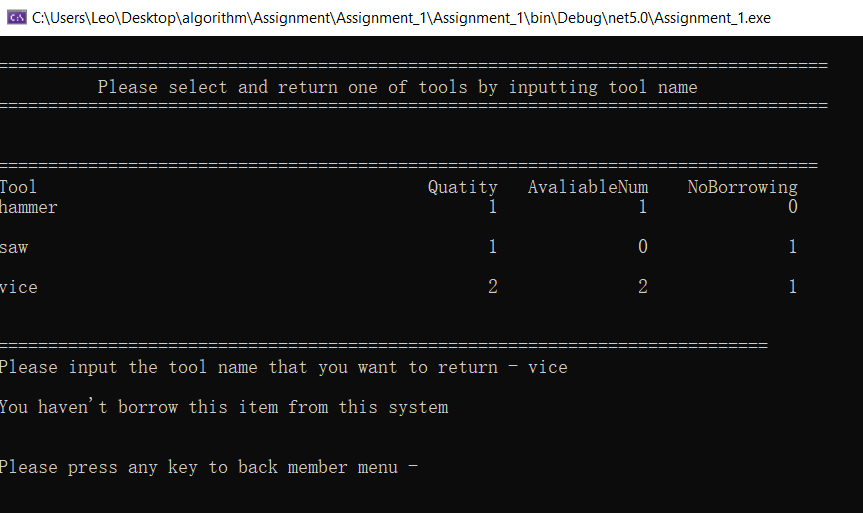 C:\Users\Leo\Desktop\algorithm\Assignment\Assignment_1\Assignment_1\bin\Debug\net5.0\Assignment_1.exe
===================================================================================
Please select and return one of tools by inputting tool name
===================================================================================
==================================================================================
Tool Quatity AvaliableNum NoBorrowing
hammer 1 1 0
saw 1 0 1
vice 2 2 1
=============================================================================
Please input the tool name that you want to return - vice
You haven't borrow this item from this system
Please press any key to back member menu -